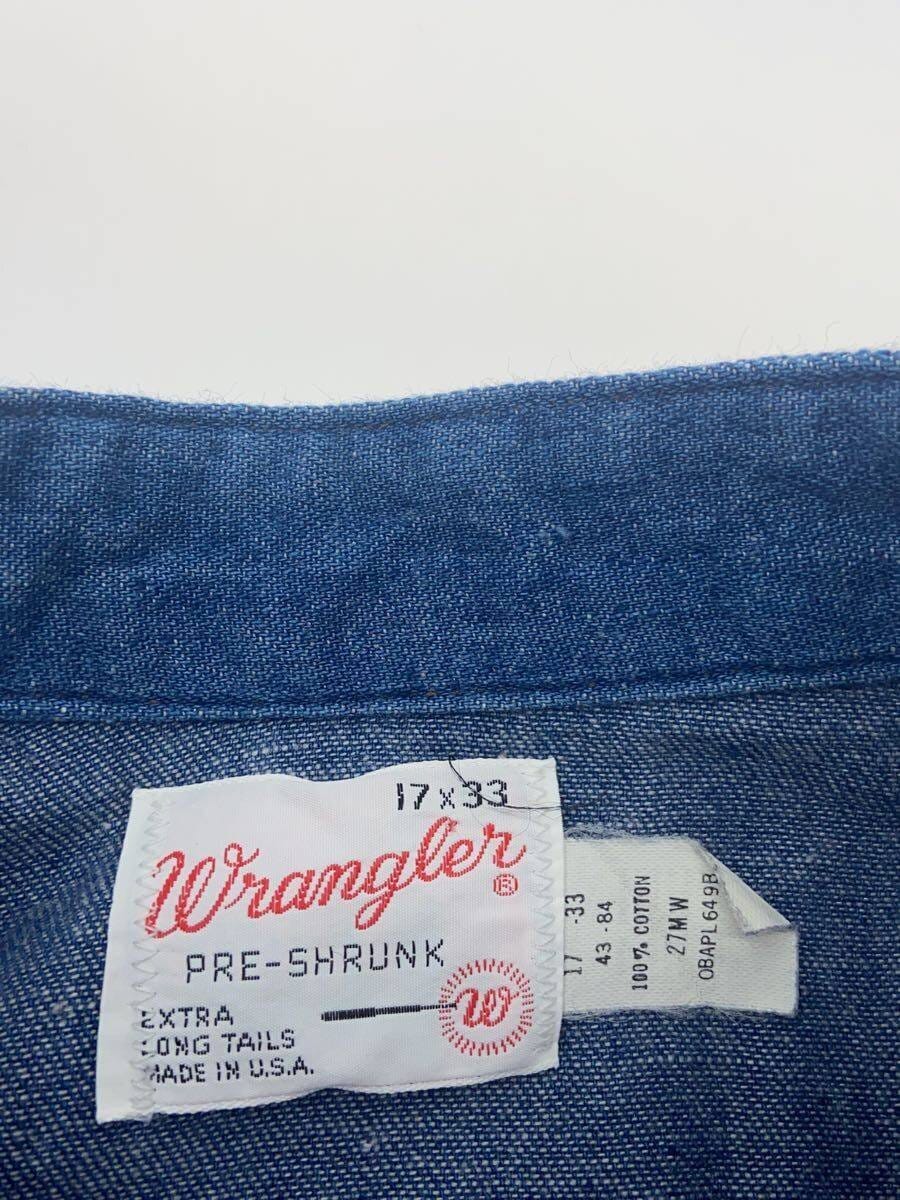 17 x 33
Wrangler ®
PRE-SHRUNK
W
EXTRA
LONG TAILS
MADE IN U.S.A.
17 -33
43 -84
100% COTTON
27MW
OBAPL649B